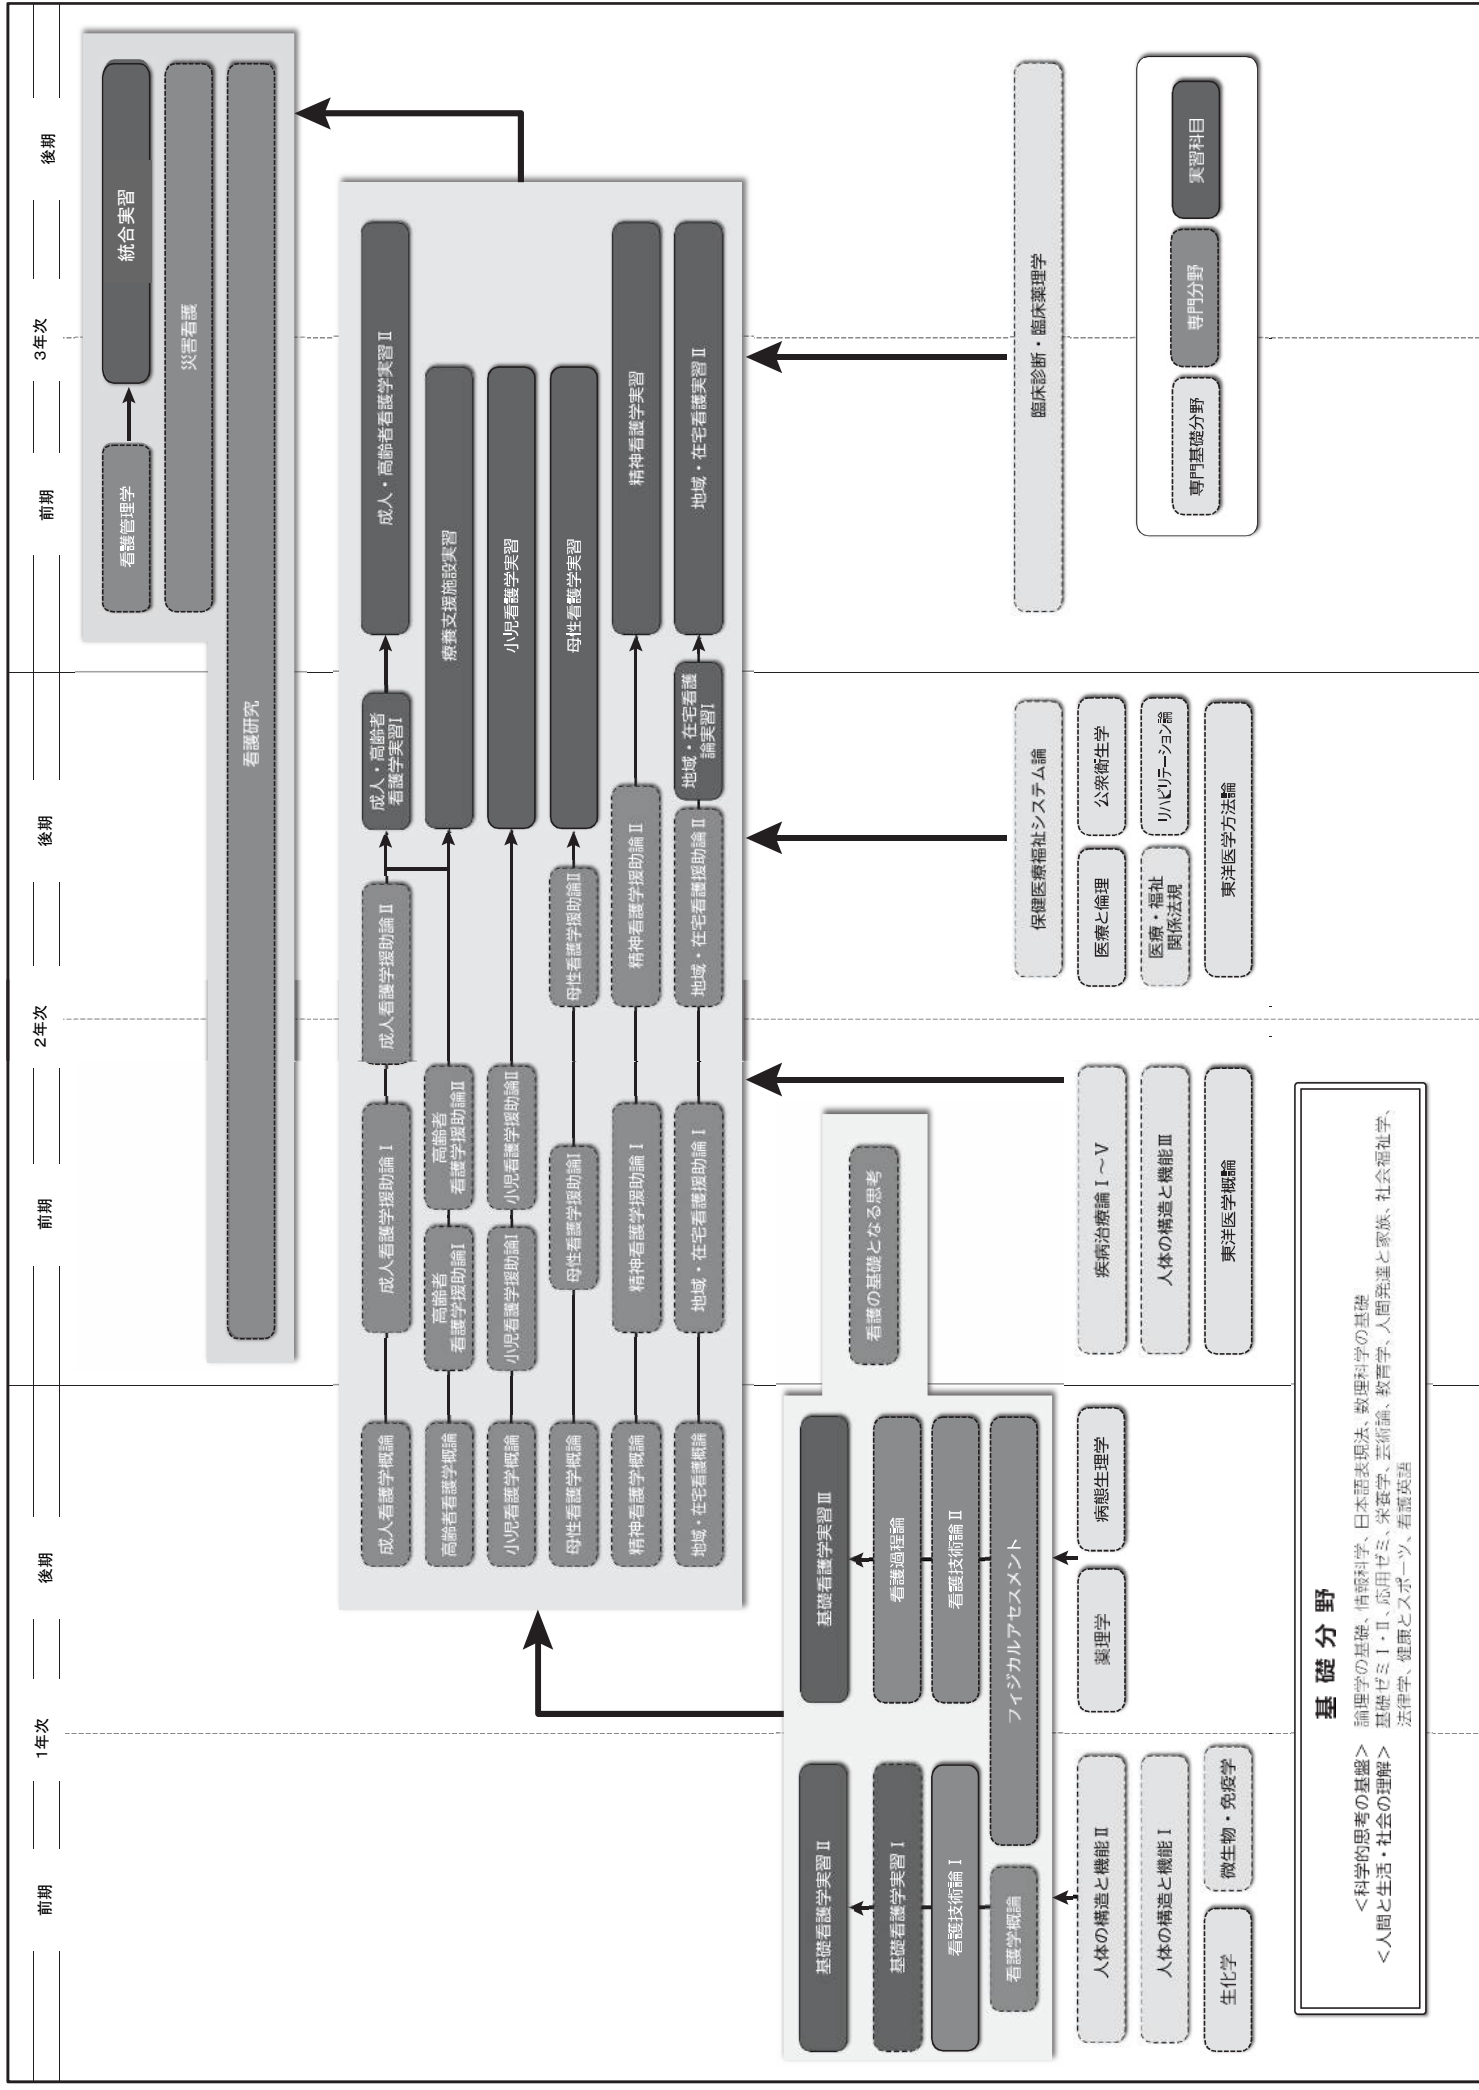 1年次
2年次
3年次
前期
後期
前期
後期
前期
後期
看護管理学
統合実習
災害看護
看護研究
成人看護学概論
成人看護学援助論Ⅰ
成人看護学援助論Ⅱ
成人・高齢者
看護学実習Ⅰ
成人・高齢者看護学実習Ⅱ
高齢者看護学概論
高齢者
看護学援助論Ⅰ
高齢者
看護学援助論Ⅱ
療養支援施設実習
小児看護学概論
小児看護学援助論Ⅰ
小児看護学援助論Ⅱ
小児看護学実習
母性看護学概論
母性看護学援助論Ⅰ
母性看護学援助論Ⅱ
母性看護学実習
精神看護学概論
精神看護学援助論Ⅰ
精神看護学援助論Ⅱ
精神看護学実習
地域・在宅看護概論
地域・在宅看護援助論Ⅰ
地域・在宅看護援助論Ⅱ
地域・在宅看護
論実習Ⅰ
地域・在宅看護実習Ⅱ
基礎看護学実習Ⅱ
基礎看護学実習Ⅲ
基礎看護学実習Ⅰ
看護過程論
看護の基礎となる思考
看護技術論Ⅰ
看護技術論Ⅱ
看護学概論
フィジカルアセスメント
人体の構造と機能Ⅱ
薬理学
病態生理学
疾病治療論Ⅰ～Ⅴ
人体の構造と機能Ⅰ
人体の構造と機能Ⅲ
生化学
微生物・免疫学
東洋医学概論
保健医療福祉システム論
医療と倫理
公衆衛生学
医療・福祉
関係法規
リハビリテーション論
東洋医学方法論
臨床診断・臨床薬理学
専門基礎分野
専門分野
実習科目
基礎分野
＜科学的思考の基盤＞ 論理学の基礎、情報科学、日本語表現法、数理科学の基礎
＜人間と生活・社会の理解＞ 基礎ゼミⅠ・Ⅱ、応用ゼミ、栄養学、芸術論、教育学、人間発達と家族、社会福祉学、
法律学、健康とスポーツ、看護英語